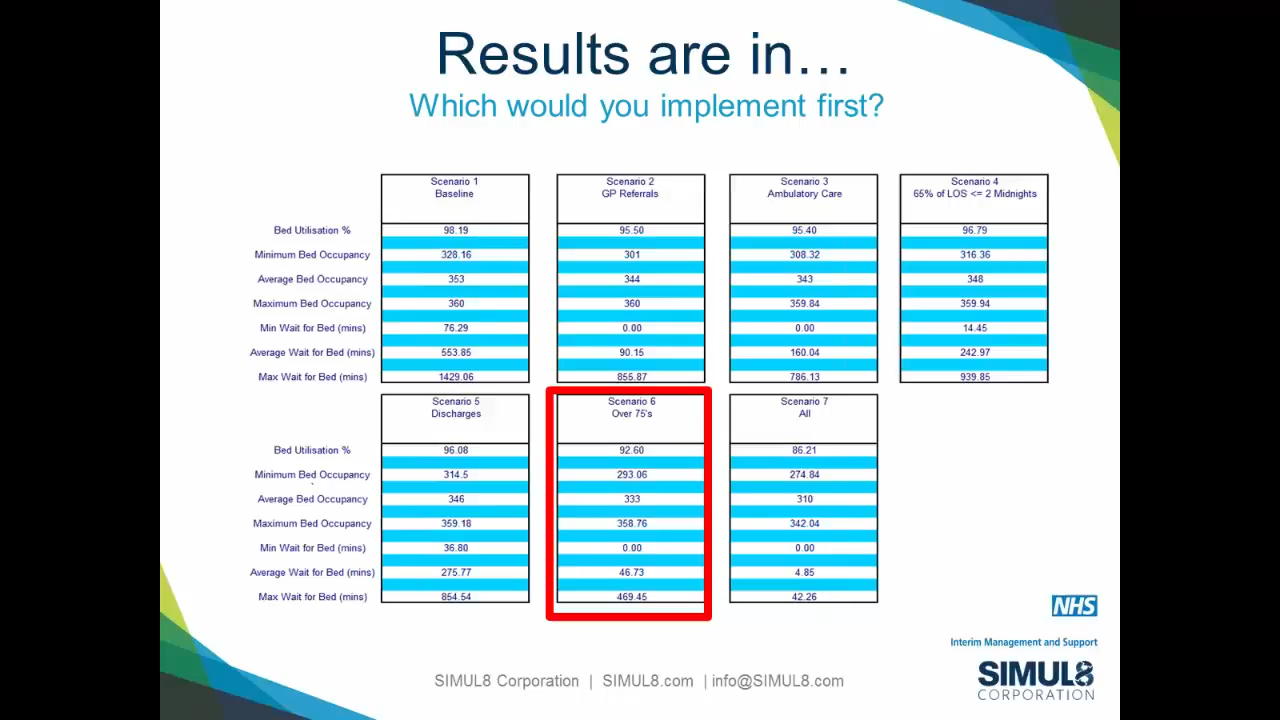 Results are in…
Which would you implement first?
Scenario 1 Scenario 2 Scenario 3 Scenario 4
Baseline GP Referrals Ambulatory Care 65% of LOS <= 2 Midnights
Bed Utilisation % 98.19 95.50 95.40 96.79
Minimum Bed Occupancy 328.16 301 308.32 316.36
Average Bed Occupancy 353 344 343 348
Maximum Bed Occupancy 360 360 359.84 359.94
Min Wait for Bed (mins) 76.29 0.00 0.00 14.45
Average Wait for Bed (mins) 553.85 90.15 160.04 242.97
Max Wait for Bed (mins) 1429.06 855.87 786.13 939.85
Scenario 5 Scenario 6 Scenario 7
Discharges Over 75's All
Bed Utilisation % 96.08 92.60 86.21
Minimum Bed Occupancy 314.5 293.06 274.84
Average Bed Occupancy 346 333 310
Maximum Bed Occupancy 359.18 358.76 342.04
Min Wait for Bed (mins) 36.80 0.00 0.00
Average Wait for Bed (mins) 275.77 46.73 4.85
Max Wait for Bed (mins) 854.54 469.45 42.26
NHS
Interim Management and Support
SIMUL8 Corporation | SIMUL8.com | info@SIMUL8.com
SIMUL8
CORPORATION